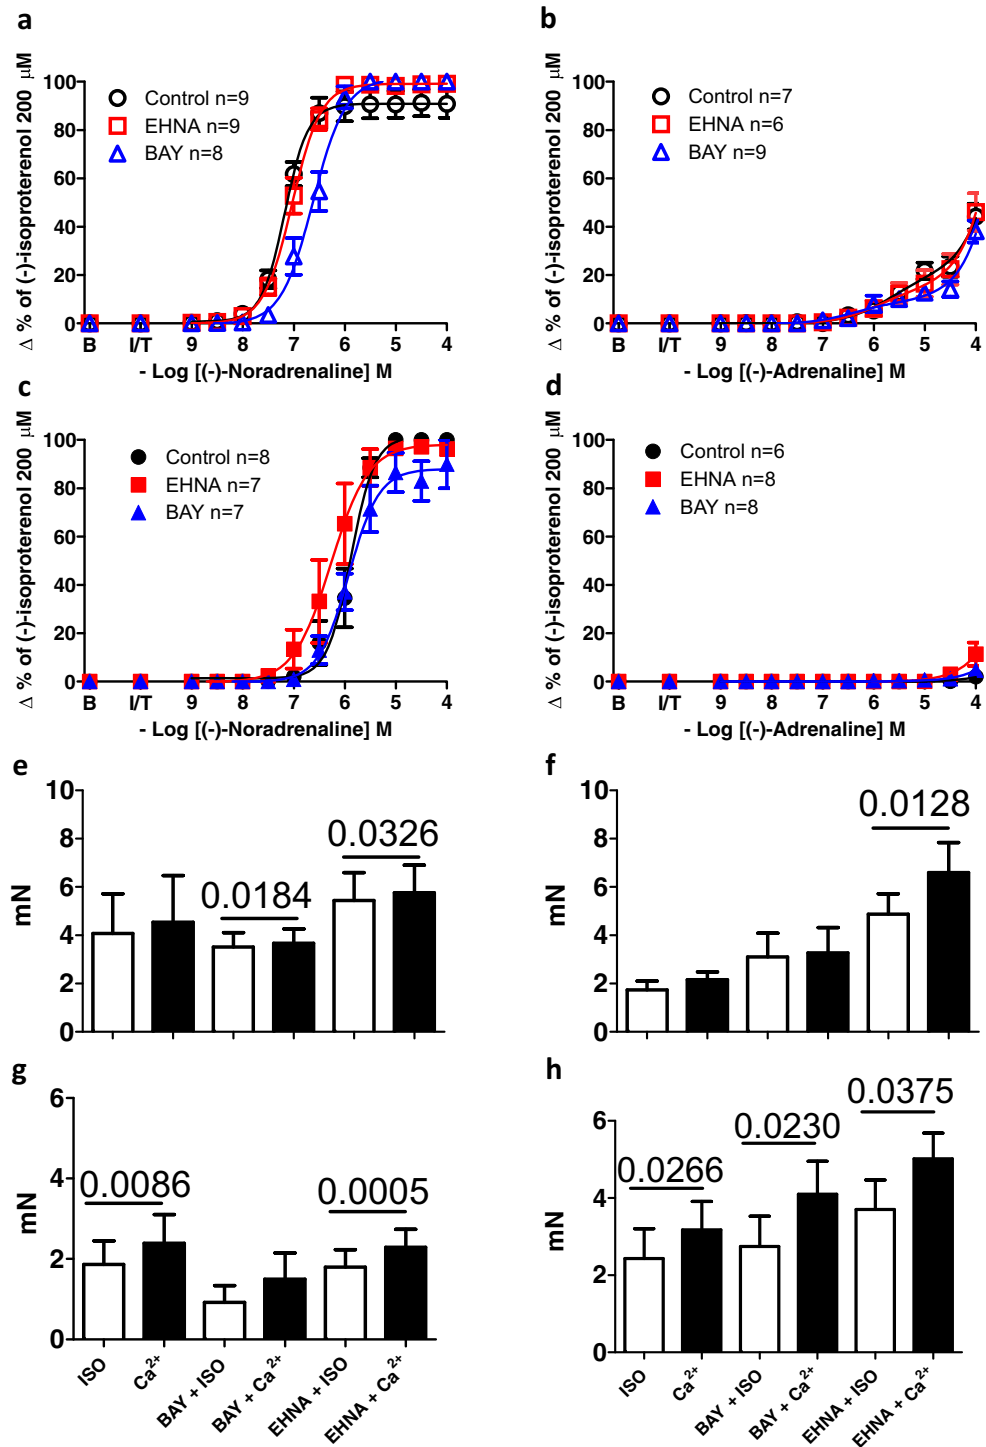 a
Δ % of (-)-isoproterenol 200 µM
100
80
60
40
20
0
Control n=9
EHNA n=9
BAY n=8
B I/T 9 8 7 6 5 4
- Log [(-)-Noradrenaline] M
b
Δ % of (-)-isoproterenol 200 µM
100
80
60
40
20
0
Control n=7
EHNA n=6
BAY n=9
B I/T 9 8 7 6 5 4
- Log [(-)-Adrenaline] M
c
Δ % of (-)-isoproterenol 200 µM
100
80
60
40
20
0
Control n=8
EHNA n=7
BAY n=7
B I/T 9 8 7 6 5 4
- Log [(-)-Noradrenaline] M
d
Δ % of (-)-isoproterenol 200 µM
100
80
60
40
20
0
Control n=6
EHNA n=8
BAY n=8
B I/T 9 8 7 6 5 4
- Log [(-)-Adrenaline] M
e
mN
10
8
6
4
2
0
0.0184
0.0326
f
mN
10
8
6
4
2
0
0.0128
g
mN
6
4
2
0
0.0086
0.0005
ISO
Ca²⁺
BAY + ISO
BAY + Ca²⁺
EHNA + ISO
EHNA + Ca²⁺
h
mN
6
4
2
0
0.0266
0.0230
0.0375
ISO
Ca²⁺
BAY + ISO
BAY + Ca²⁺
EHNA + ISO
EHNA + Ca²⁺